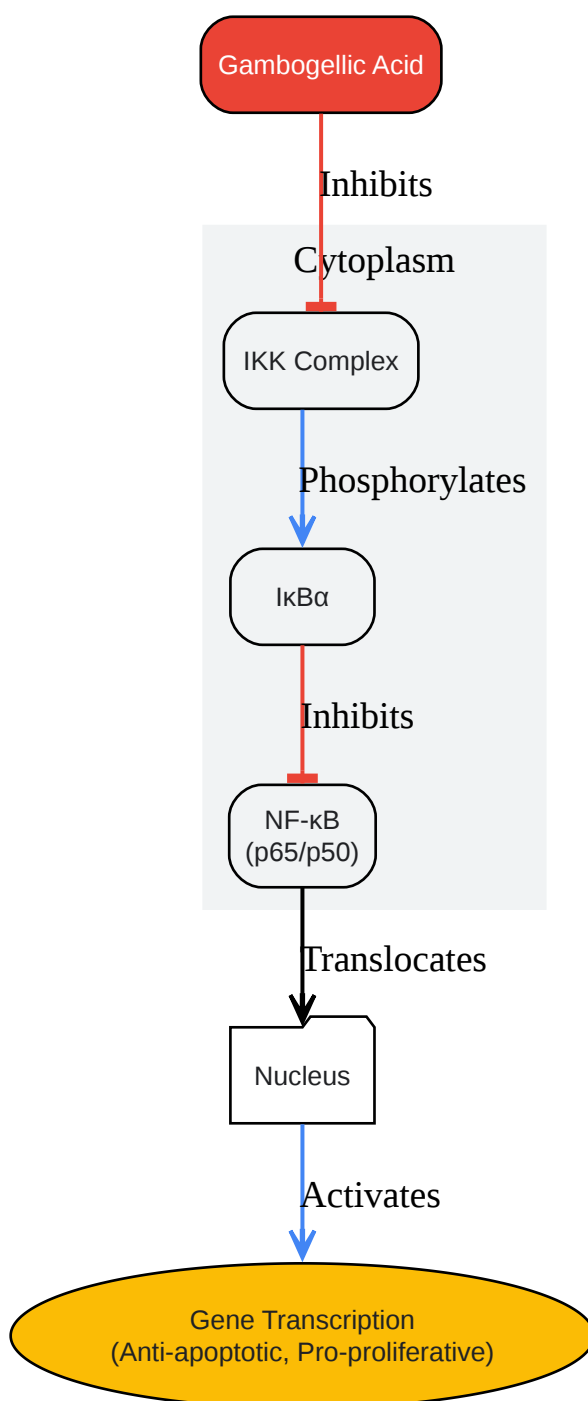 Gambogellic Acid
Inhibits
Cytoplasm
IKK Complex
Phosphorylates
IκBα
Inhibits
NF-κB
(p65/p50)
Translocates
Nucleus
Activates
Gene Transcription
(Anti-apoptotic, Pro-proliferative)